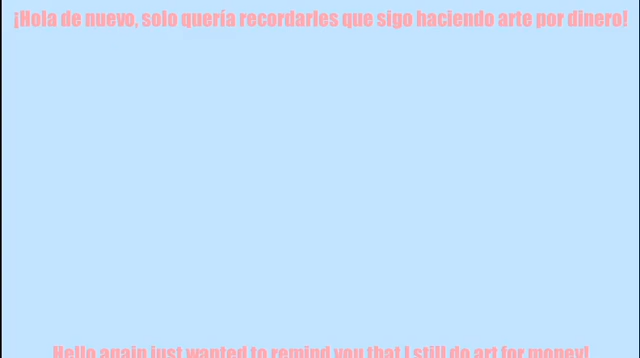 ¡Hola de nuevo, solo quería recordarles que sigo haciendo arte por dinero!
Hello again just wanted to remind you that I still do art for money!